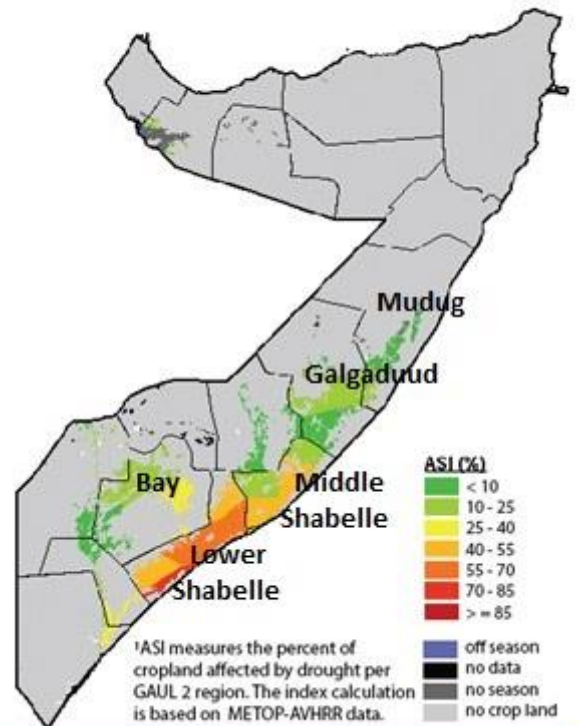 Mudug
Galgaduud
Bay
Middle
Shabelle
Lower
Shabelle
ASI (%)
< 10
10 - 25
25 - 40
40 - 55
55 - 70
70 - 85
> = 85
off season
no data
no season
no crop land
¹ASI measures the percent of
cropland affected by drought per
GAUL 2 region. The index calculation
is based on METOP-AVHRR data.